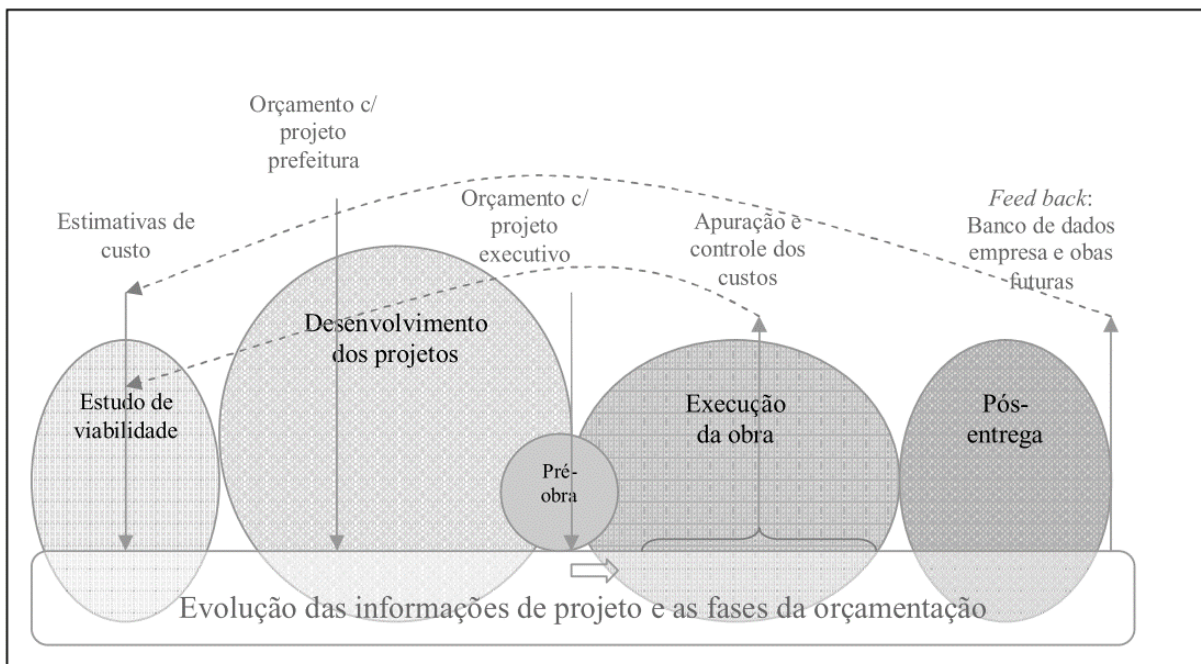 Orçamento c/
projeto
prefeitura
Estimativas de
custo
Orçamento c/
projeto
executivo
Apuração e
controle dos
custos
Feed back:
Banco de dados
empresa e obas
futuras
Desenvolvimento
dos projetos
Estudo de
viabilidade
Execução
da obra
Pós-
entrega
Pré-
obra
Evolução das informações de projeto e as fases da orçamentação